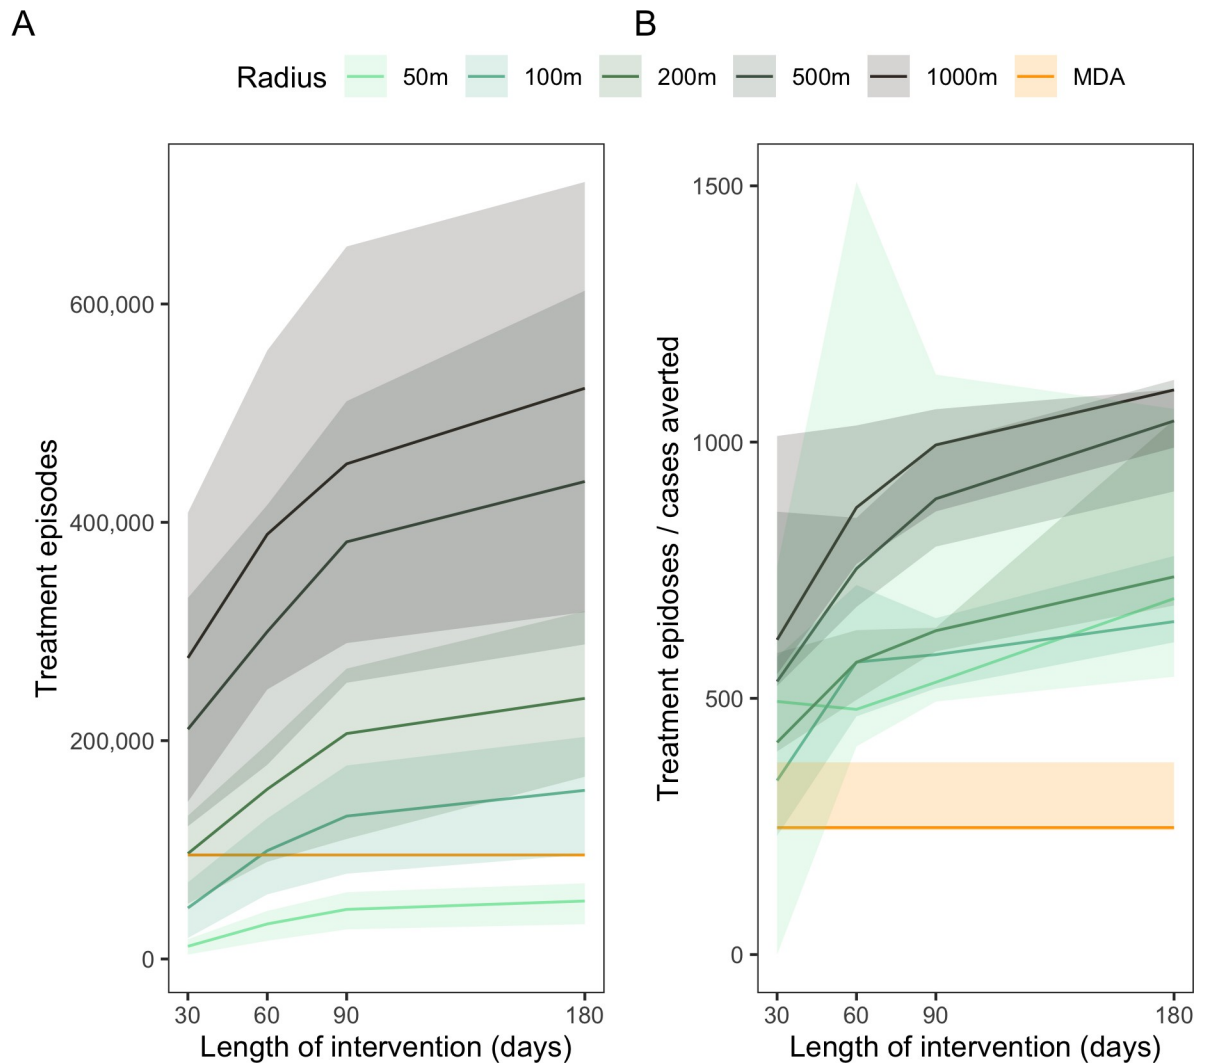 A
B
Radius 50m 100m 200m 500m 1000m MDA
Treatment episodes
600,000
400,000
200,000
0
30 60 90 180
Length of intervention (days)
Treatment epidoses / cases averted
1500
1000
500
0
30 60 90 180
Length of intervention (days)